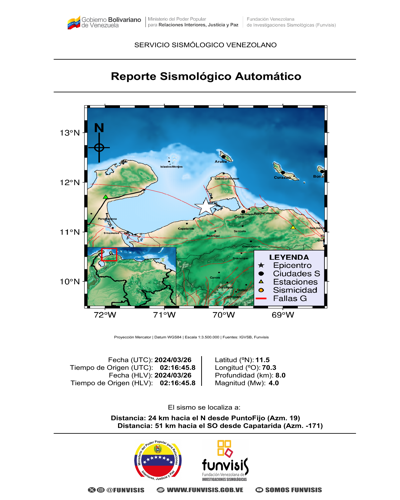 Gobierno Bolivariano
de Venezuela
Ministerio del Poder Popular
para Relaciones Interiores, Justicia y Paz
Fundación Venezolana
de Investigaciones Sismológicas (Funvisis)
SERVICIO SISMÓLOGICO VENEZOLANO
Reporte Sismológico Automático
13°N
12°N
11°N
10°N
72°W
71°W
70°W
69°W
N
LEYENDA
Epicentro
Ciudades S
Estaciones
Sismicidad
Fallas G
Proyección Mercator | Datum WGS84 | Escala 1:3.500.000 | Fuentes: IGVSB, Funvisis
Fecha (UTC): 2024/03/26
Tiempo de Origen (UTC): 02:16:45.8
Fecha (HLV): 2024/03/26
Tiempo de Origen (HLV): 02:16:45.8
Latitud (ºN): 11.5
Longitud (ºO): 70.3
Profundidad (km): 8.0
Magnitud (Mw): 4.0
El sismo se localiza a:
Distancia: 24 km hacia el N desde PuntoFijo (Azm. 19)
Distancia: 51 km hacia el SO desde Capatarida (Azm. -171)
funvisis
Fundación Venezolana de
INVESTIGACIONES SISMOLÓGICAS
@FUNVISIS
WWW.FUNVISIS.GOB.VE
SOMOS FUNVISIS